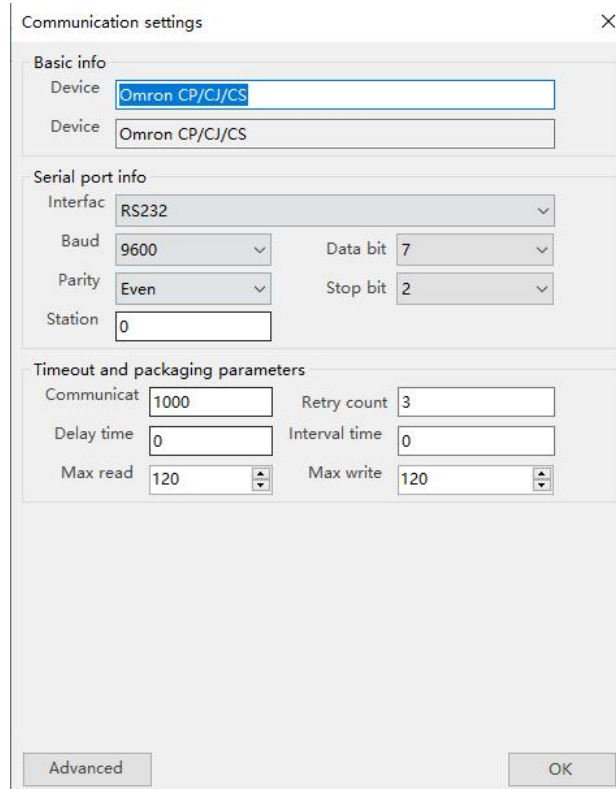 Communication settings
Basic info
Device Omron CP/CJ/CS
Device Omron CP/CJ/CS
Serial port info
Interfac RS232
Baud 9600 Data bit 7
Parity Even Stop bit 2
Station 0
Timeout and packaging parameters
Communicat 1000 Retry count 3
Delay time 0 Interval time 0
Max read 120 Max write 120
Advanced OK